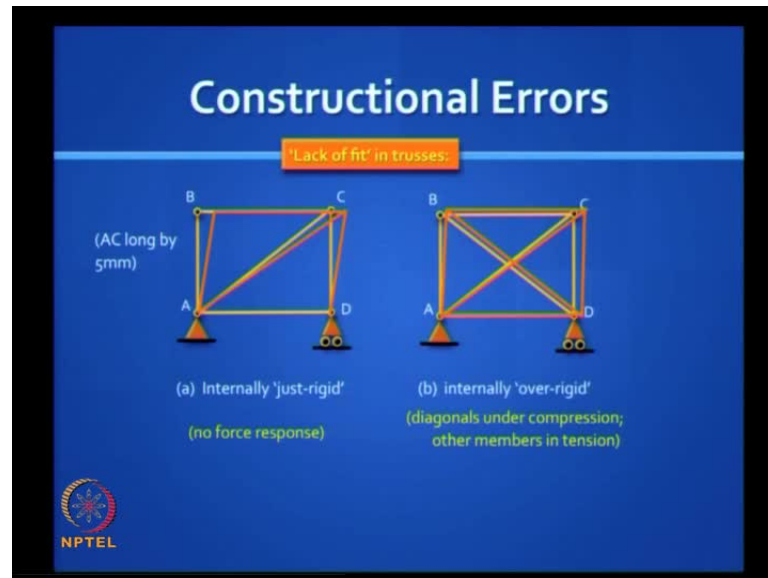 Constructional Errors
'Lack of fit' in trusses:
B
C
(AC long by
5mm)
A
D
(a) Internally 'just-rigid'
(no force response)
B
C
A
D
(b) internally 'over-rigid'
(diagonals under compression;
other members in tension)
NPTEL